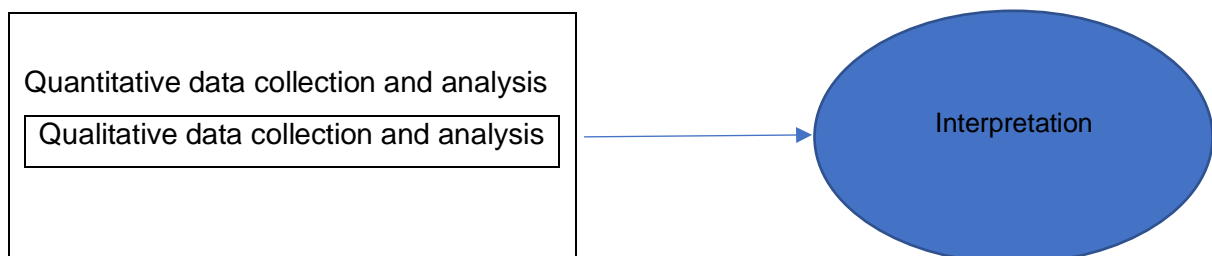 Quantitative data collection and analysis
Qualitative data collection and analysis
Interpretation